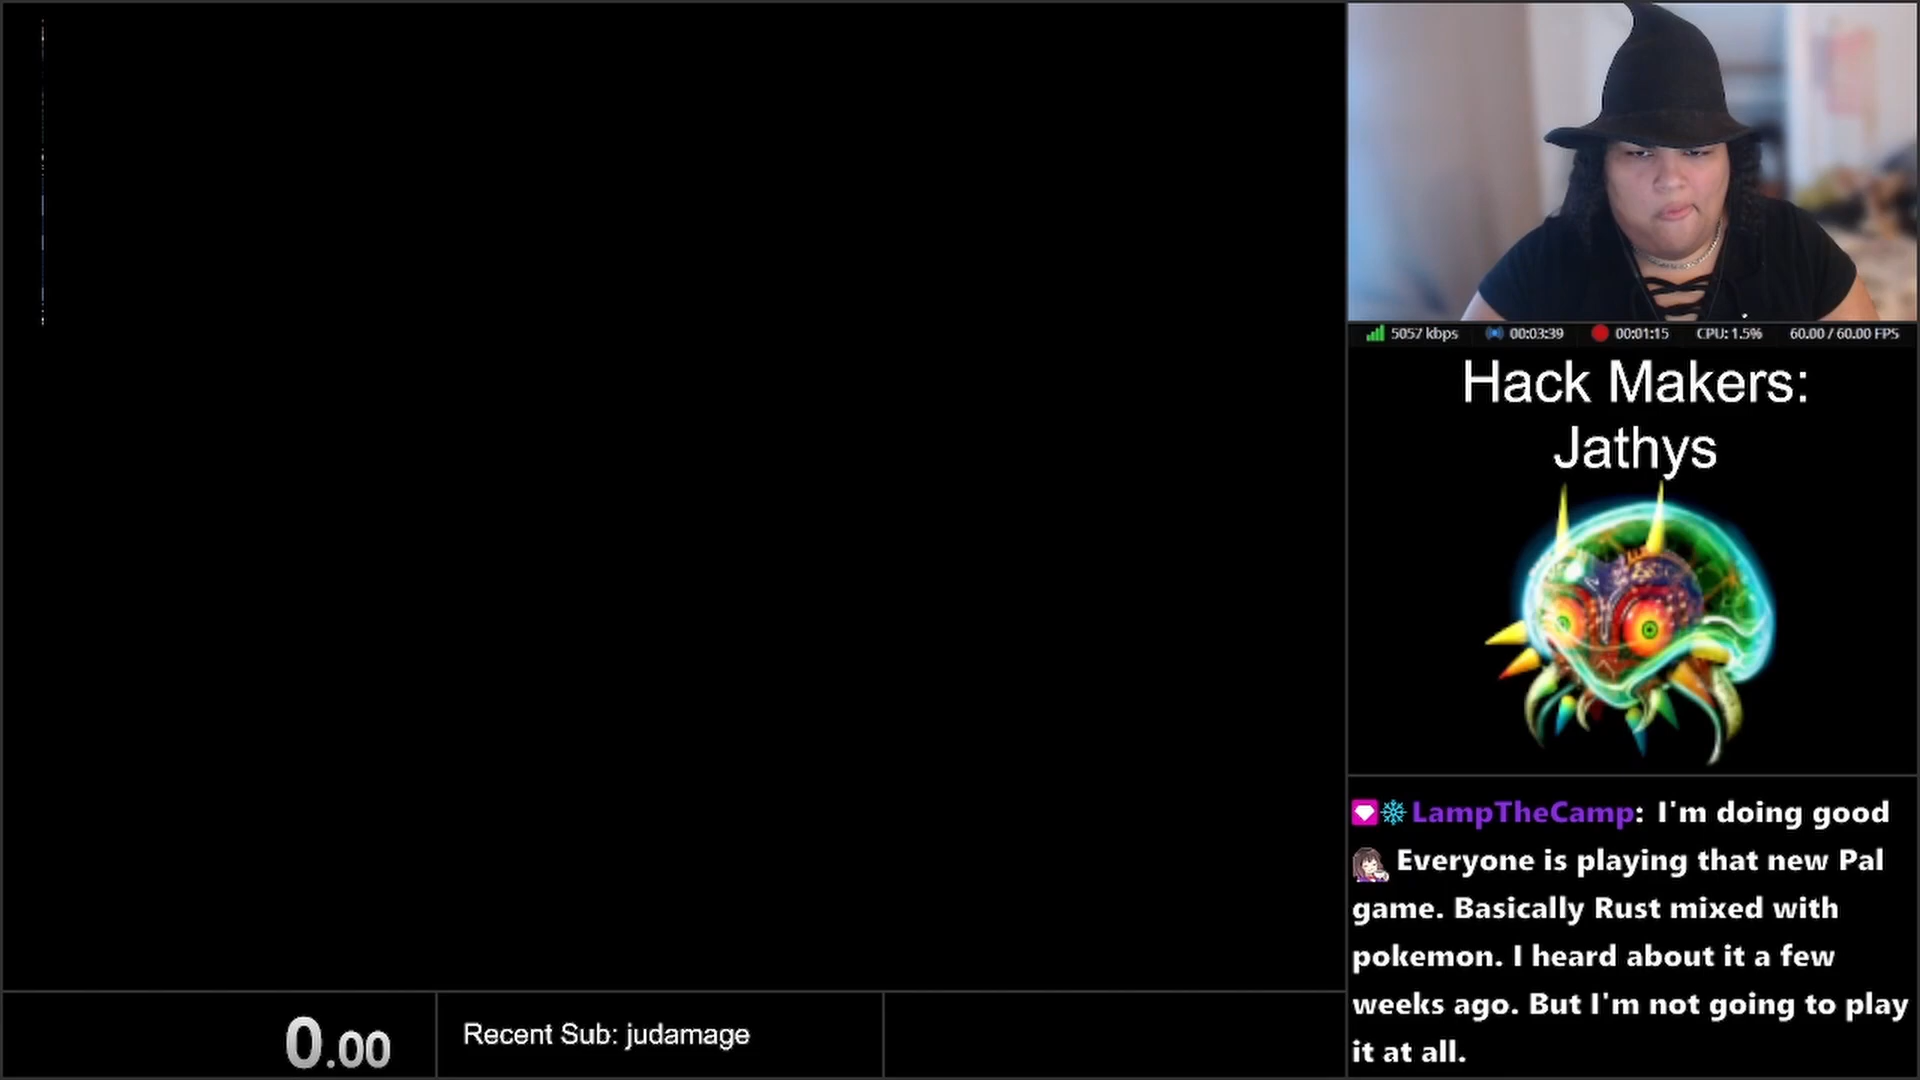 5057 kbps 00:03:39 00:01:15 CPU: 1.5% 60.00 / 60.00 FPS
Hack Makers:
Jathys
LampTheCamp: I'm doing good
Everyone is playing that new Pal
game. Basically Rust mixed with
pokemon. I heard about it a few
weeks ago. But I'm not going to play
it at all.
0.00
Recent Sub: judamage